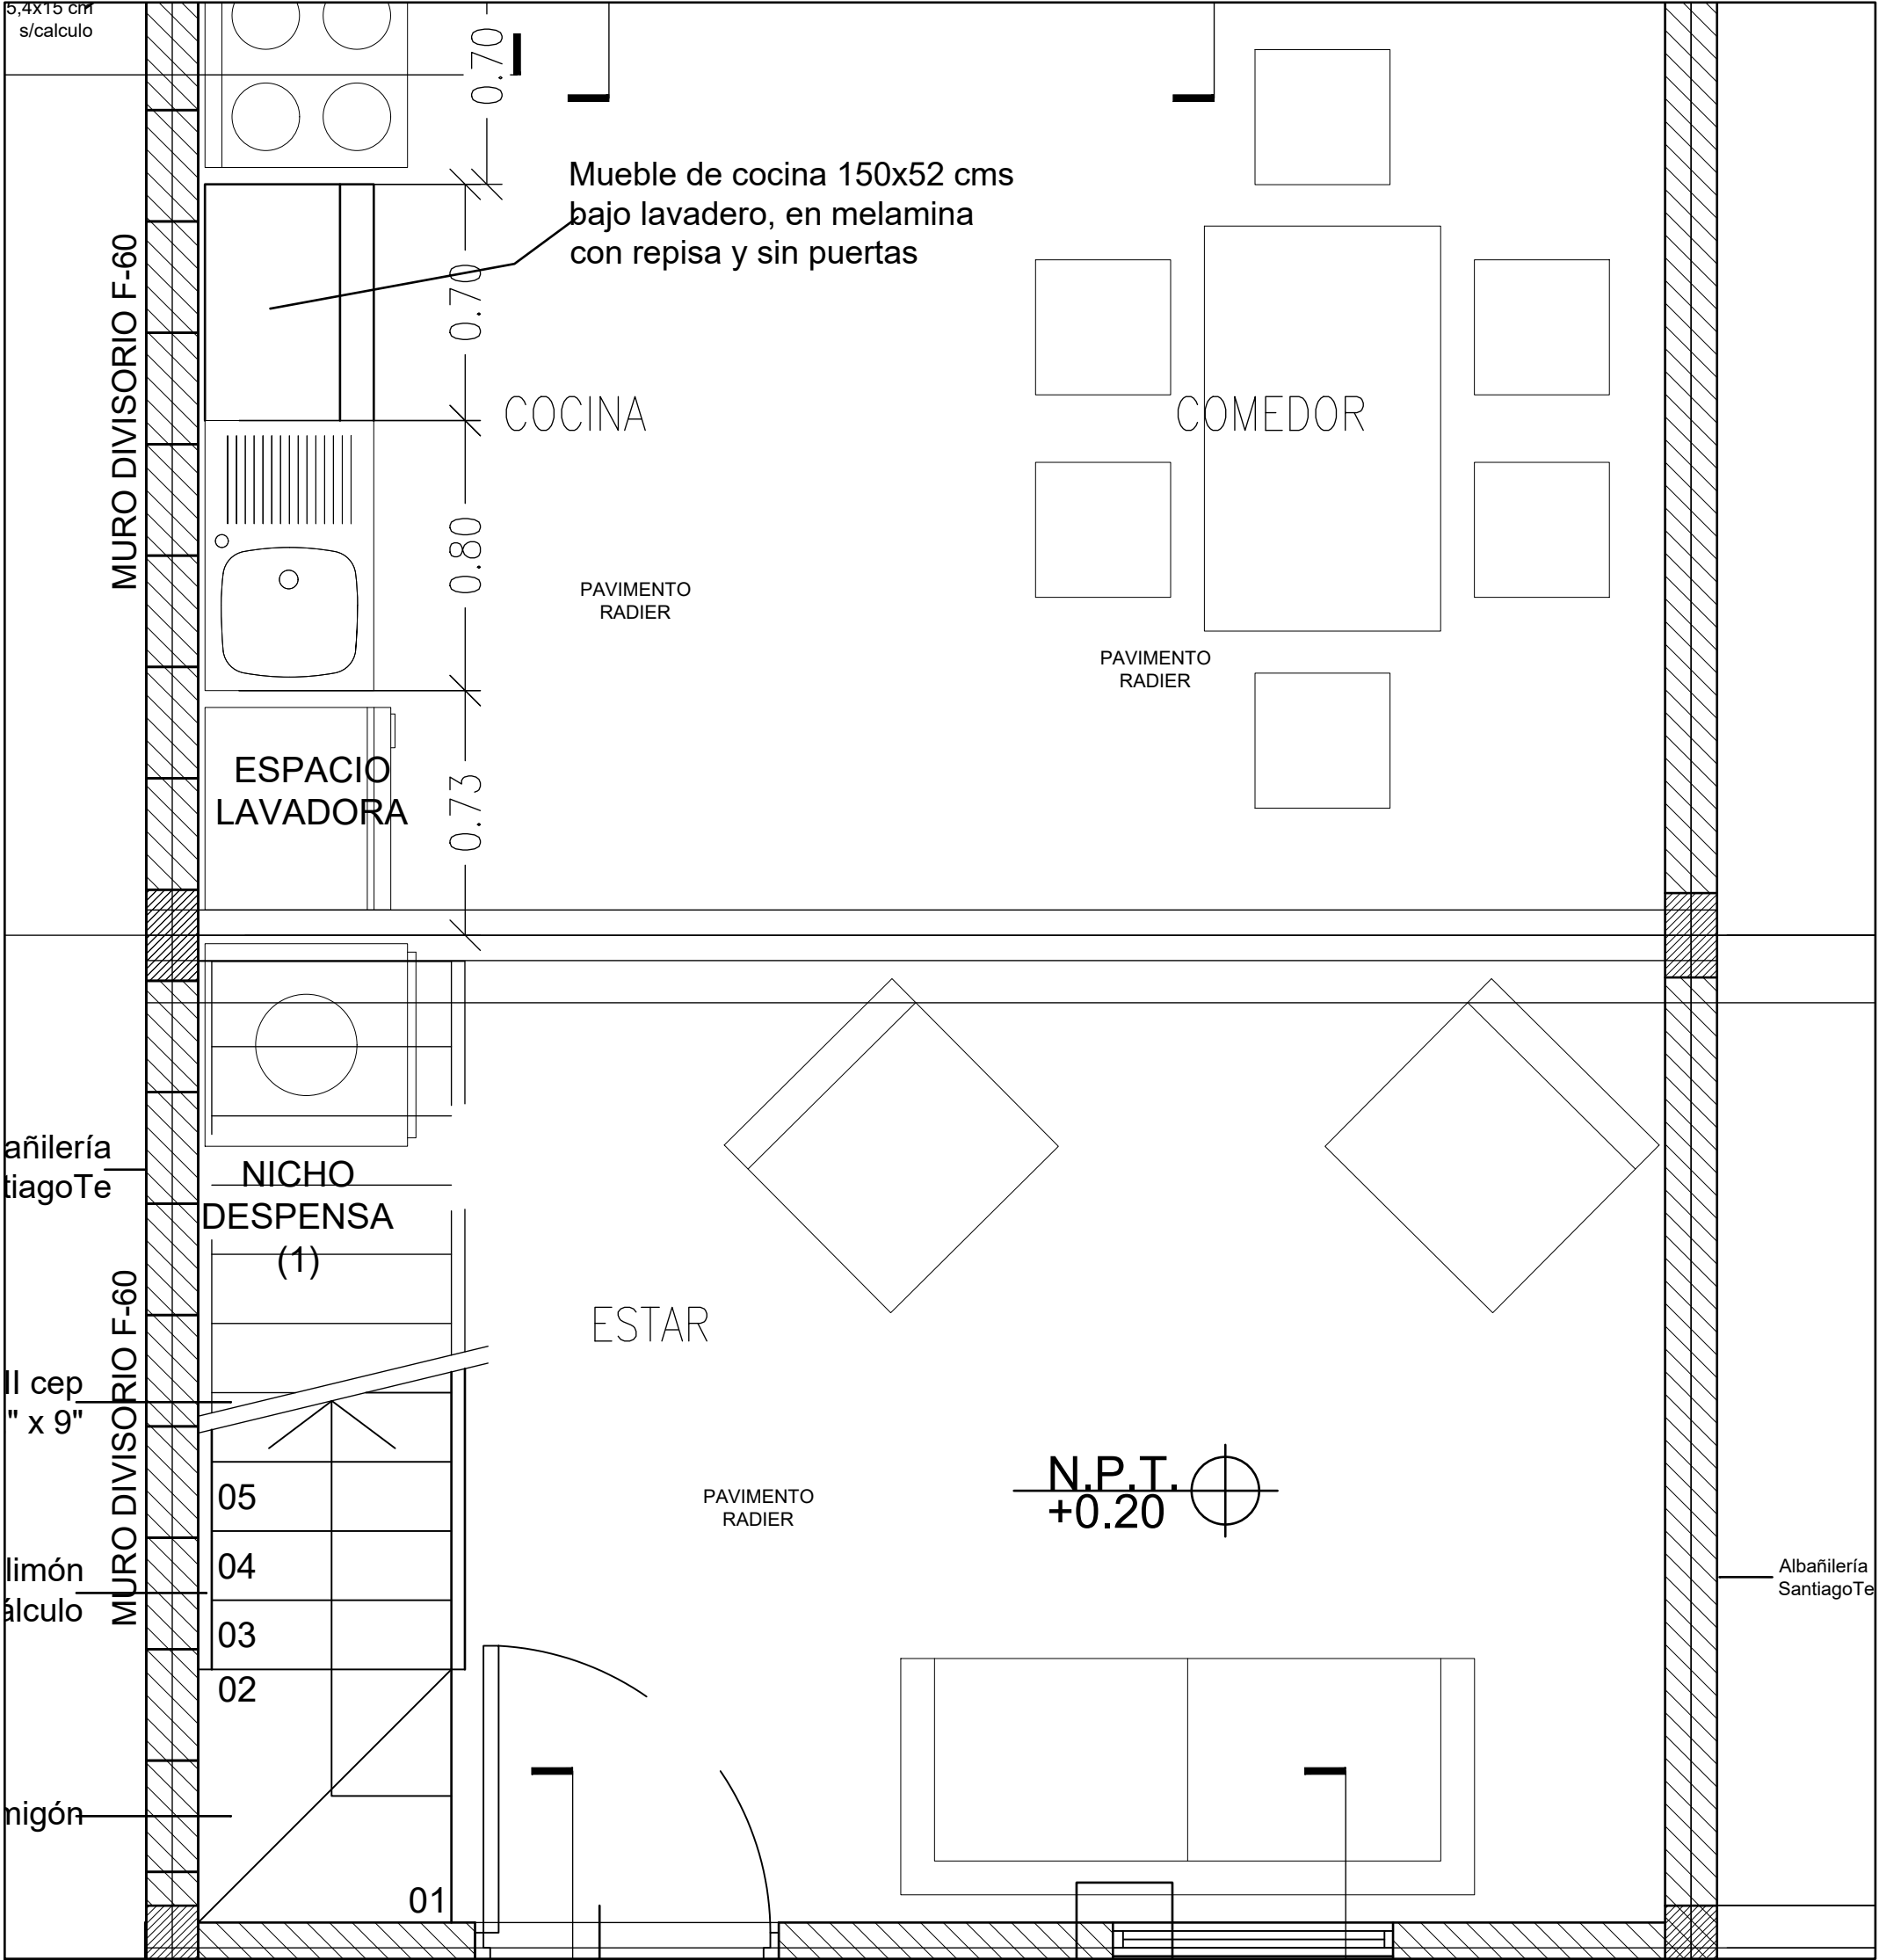 5,4x15 cm
s/calculo
0.70
Mueble de cocina 150x52 cms
bajo lavadero, en melamina
con repisa y sin puertas
MURO DIVISORIO F-60
0.70
COCINA
COMEDOR
0.80
PAVIMENTO
RADIER
PAVIMENTO
RADIER
ESPACIO
LAVADORA
0.73
añilería
tiagoTe
NICHO
DESPENSA
(1)
MURO DIVISORIO F-60
ESTAR
ll cep
" x 9"
N.P.T.
+0.20
PAVIMENTO
RADIER
05
04
limón
álculo
03
02
Albañilería
SantiagoTe
migón
01